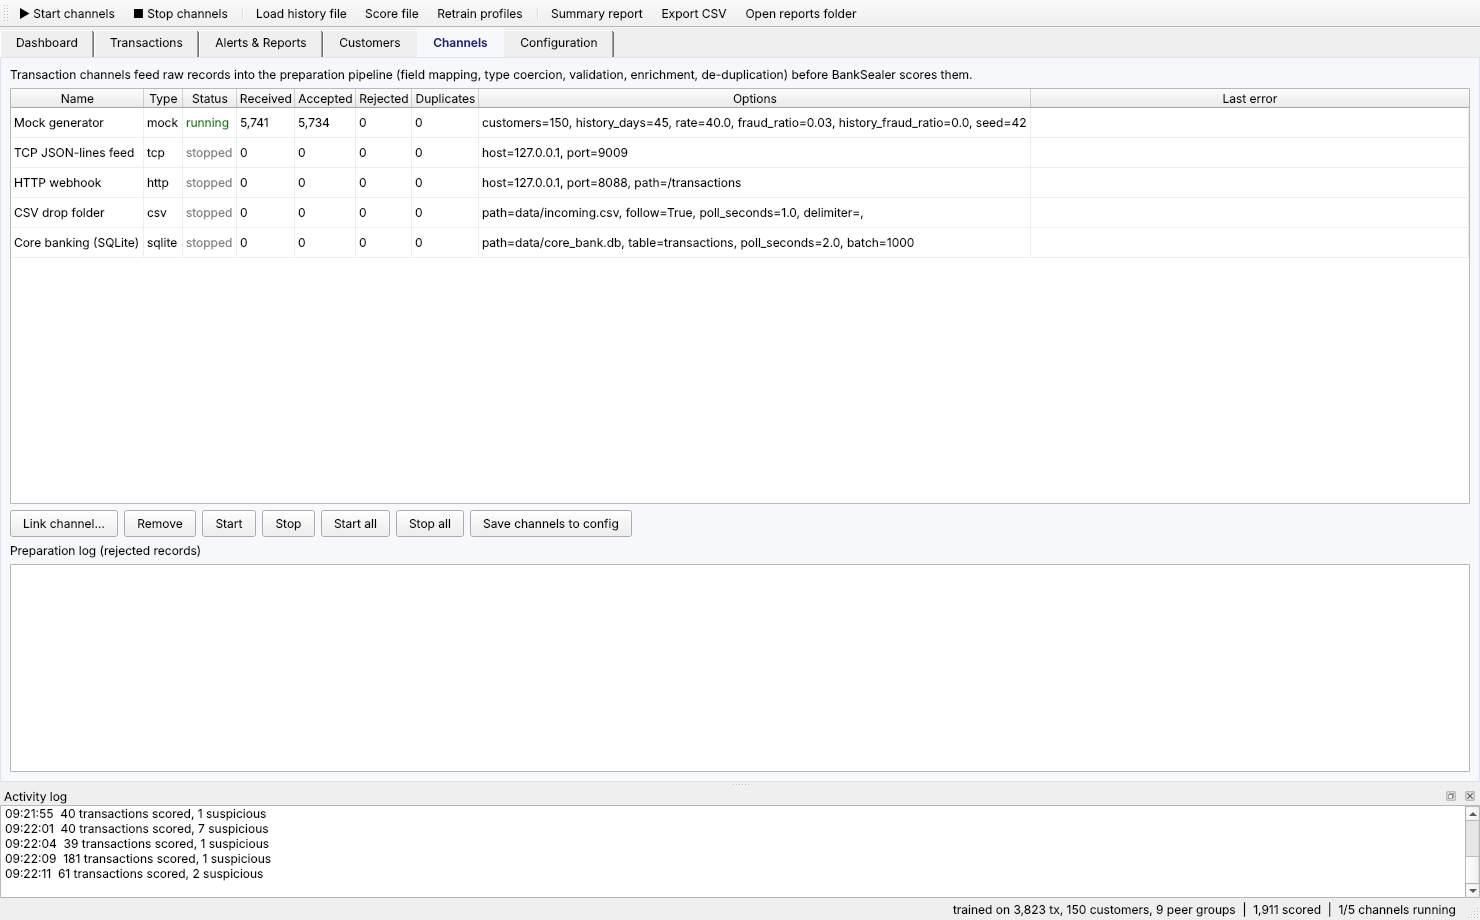 Start channels Stop channels Load history file Score file Retrain profiles Summary report Export CSV Open reports folder
Dashboard Transactions Alerts & Reports Customers Channels Configuration
Transaction channels feed raw records into the preparation pipeline (field mapping, type coercion, validation, enrichment, de-duplication) before BankSealer scores them.
Name Type Status Received Accepted Rejected Duplicates Options Last error
Mock generator mock running 5,741 5,734 0 0 customers=150, history_days=45, rate=40.0, fraud_ratio=0.03, history_fraud_ratio=0.0, seed=42
TCP JSON-lines feed tcp stopped 0 0 0 0 host=127.0.0.1, port=9009
HTTP webhook http stopped 0 0 0 0 host=127.0.0.1, port=8088, path=/transactions
CSV drop folder csv stopped 0 0 0 0 path=data/incoming.csv, follow=True, poll_seconds=1.0, delimiter=,
Core banking (SQLite) sqlite stopped 0 0 0 0 path=data/core_bank.db, table=transactions, poll_seconds=2.0, batch=1000
Link channel... Remove Start Stop Start all Stop all Save channels to config
Preparation log (rejected records)
Activity log
09:21:55 40 transactions scored, 1 suspicious
09:22:01 40 transactions scored, 7 suspicious
09:22:04 39 transactions scored, 1 suspicious
09:22:09 181 transactions scored, 1 suspicious
09:22:11 61 transactions scored, 2 suspicious
trained on 3,823 tx, 150 customers, 9 peer groups | 1,911 scored | 1/5 channels running